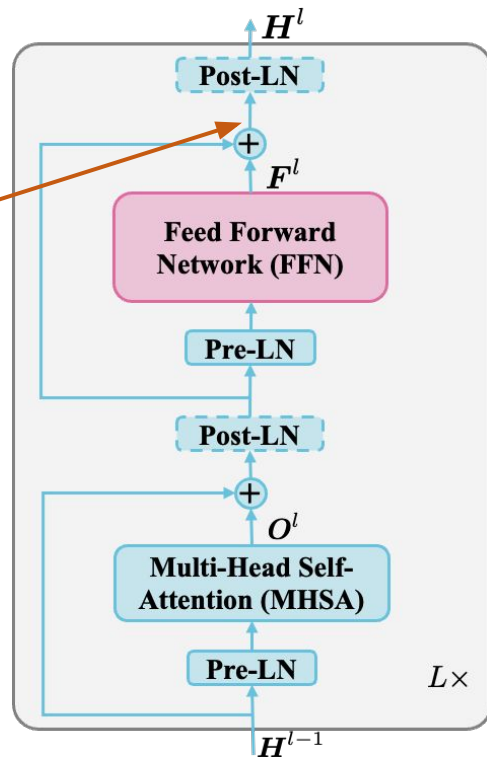 H^l
Post-LN
+
F^l
Feed Forward
Network (FFN)
Pre-LN
Post-LN
+
O^l
Multi-Head Self-
Attention (MHSA)
Pre-LN
L×
H^{l-1}